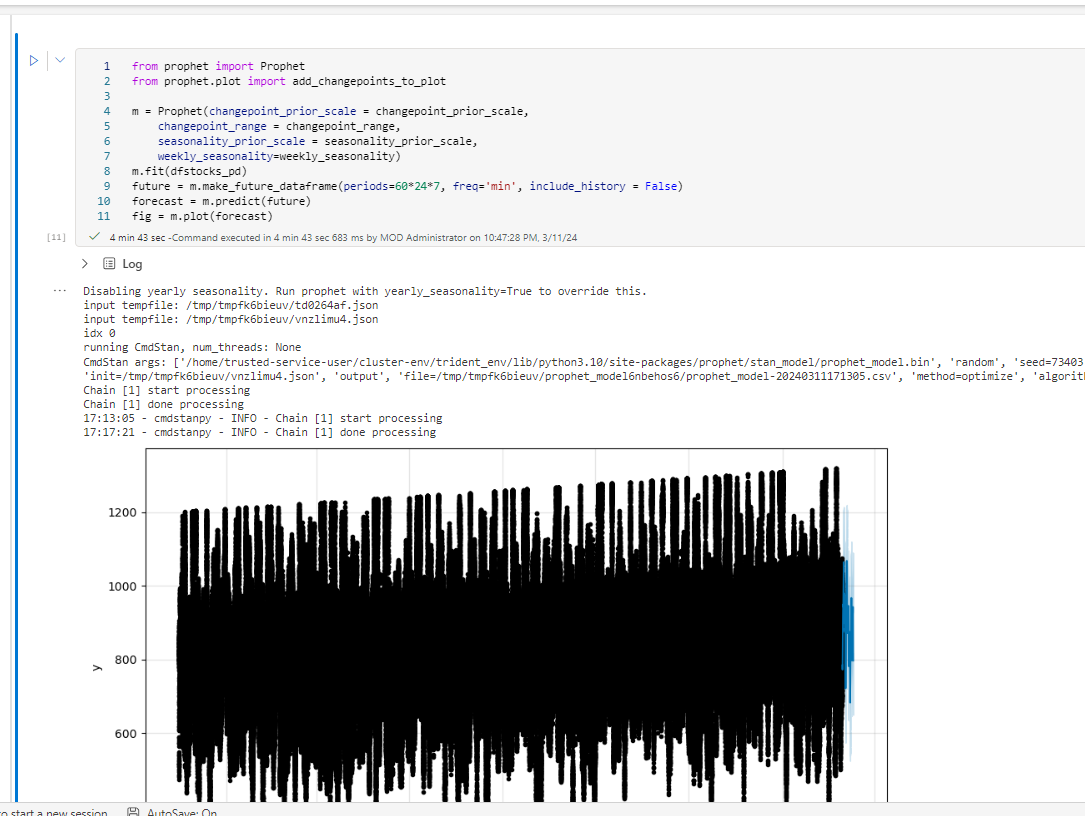 1 from prophet import Prophet
2 from prophet.plot import add_changepoints_to_plot
3
4 m = Prophet(changepoint_prior_scale = changepoint_prior_scale,
5 changepoint_range = changepoint_range,
6 seasonality_prior_scale = seasonality_prior_scale,
7 weekly_seasonality=weekly_seasonality)
8 m.fit(dfstocks_pd)
9 future = m.make_future_dataframe(periods=60*24*7, freq='min', include_history = False)
10 forecast = m.predict(future)
11 fig = m.plot(forecast)
[11] 4 min 43 sec -Command executed in 4 min 43 sec 683 ms by MOD Administrator on 10:47:28 PM, 3/11/24
Log
... Disabling yearly seasonality. Run prophet with yearly_seasonality=True to override this.
input tempfile: /tmp/tmpfk6bieuv/td0264af.json
input tempfile: /tmp/tmpfk6bieuv/vnzlimu4.json
idx 0
running CmdStan, num_threads: None
CmdStan args: ['/home/trusted-service-user/cluster-env/trident_env/lib/python3.10/site-packages/prophet/stan_model/prophet_model.bin', 'random', 'seed=73403
'init=/tmp/tmpfk6bieuv/vnzlimu4.json', 'output', 'file=/tmp/tmpfk6bieuv/prophet_model6nbehos6/prophet_model-20240311171305.csv', 'method=optimize', 'algorith
Chain [1] start processing
Chain [1] done processing
17:13:05 - cmdstanpy - INFO - Chain [1] start processing
17:17:21 - cmdstanpy - INFO - Chain [1] done processing
1200
1000
800
y
600
to start a new session
AutoSave: On